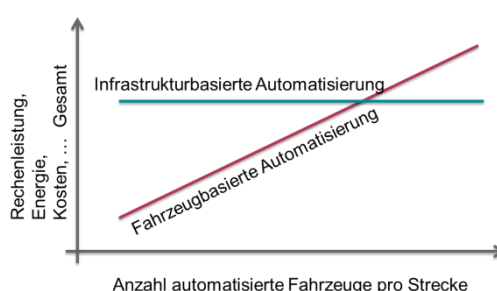 Infrastrukturbasierte Automatisierung
Fahrzeugbasierte Automatisierung
Rechenleistung,
Energie,
Kosten, … Gesamt
Anzahl automatisierte Fahrzeuge pro Strecke